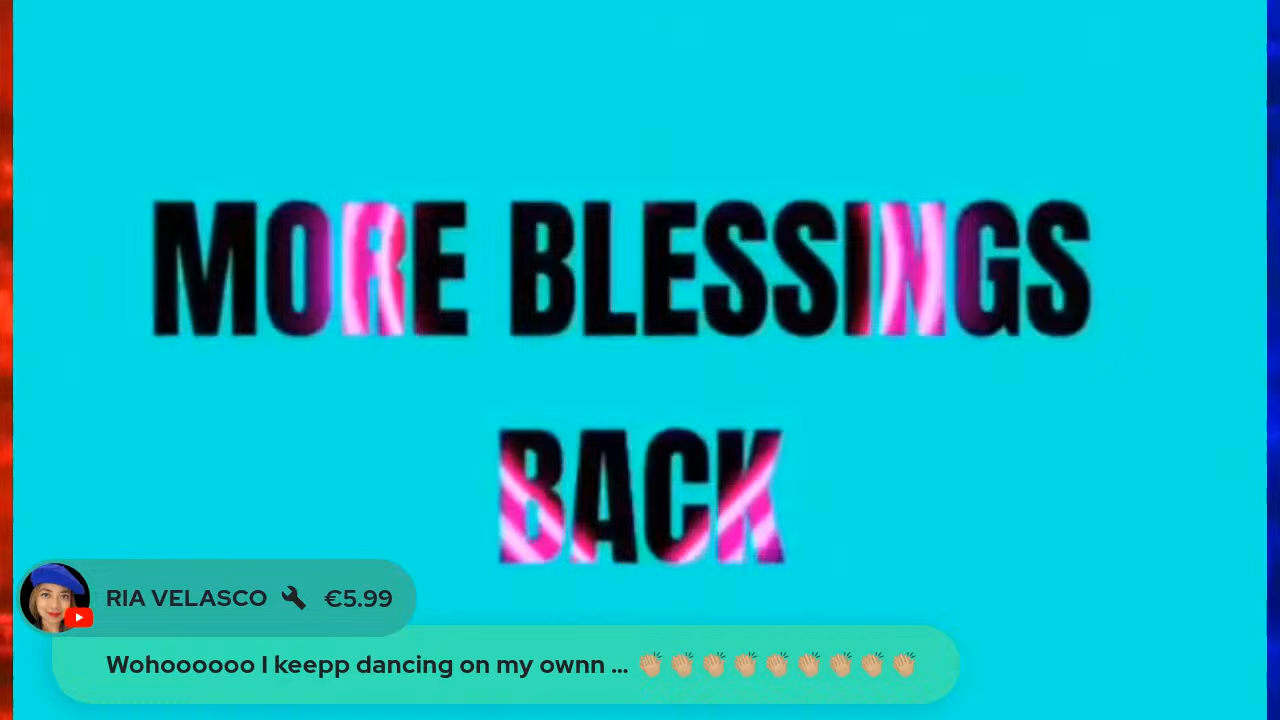 MORE BLESSINGS
BACK
RIA VELASCO €5.99
Wohoooooo I keepp dancing on my ownn ... 👏🏼👏🏼👏🏼👏🏼👏🏼👏🏼👏🏼👏🏼👏🏼